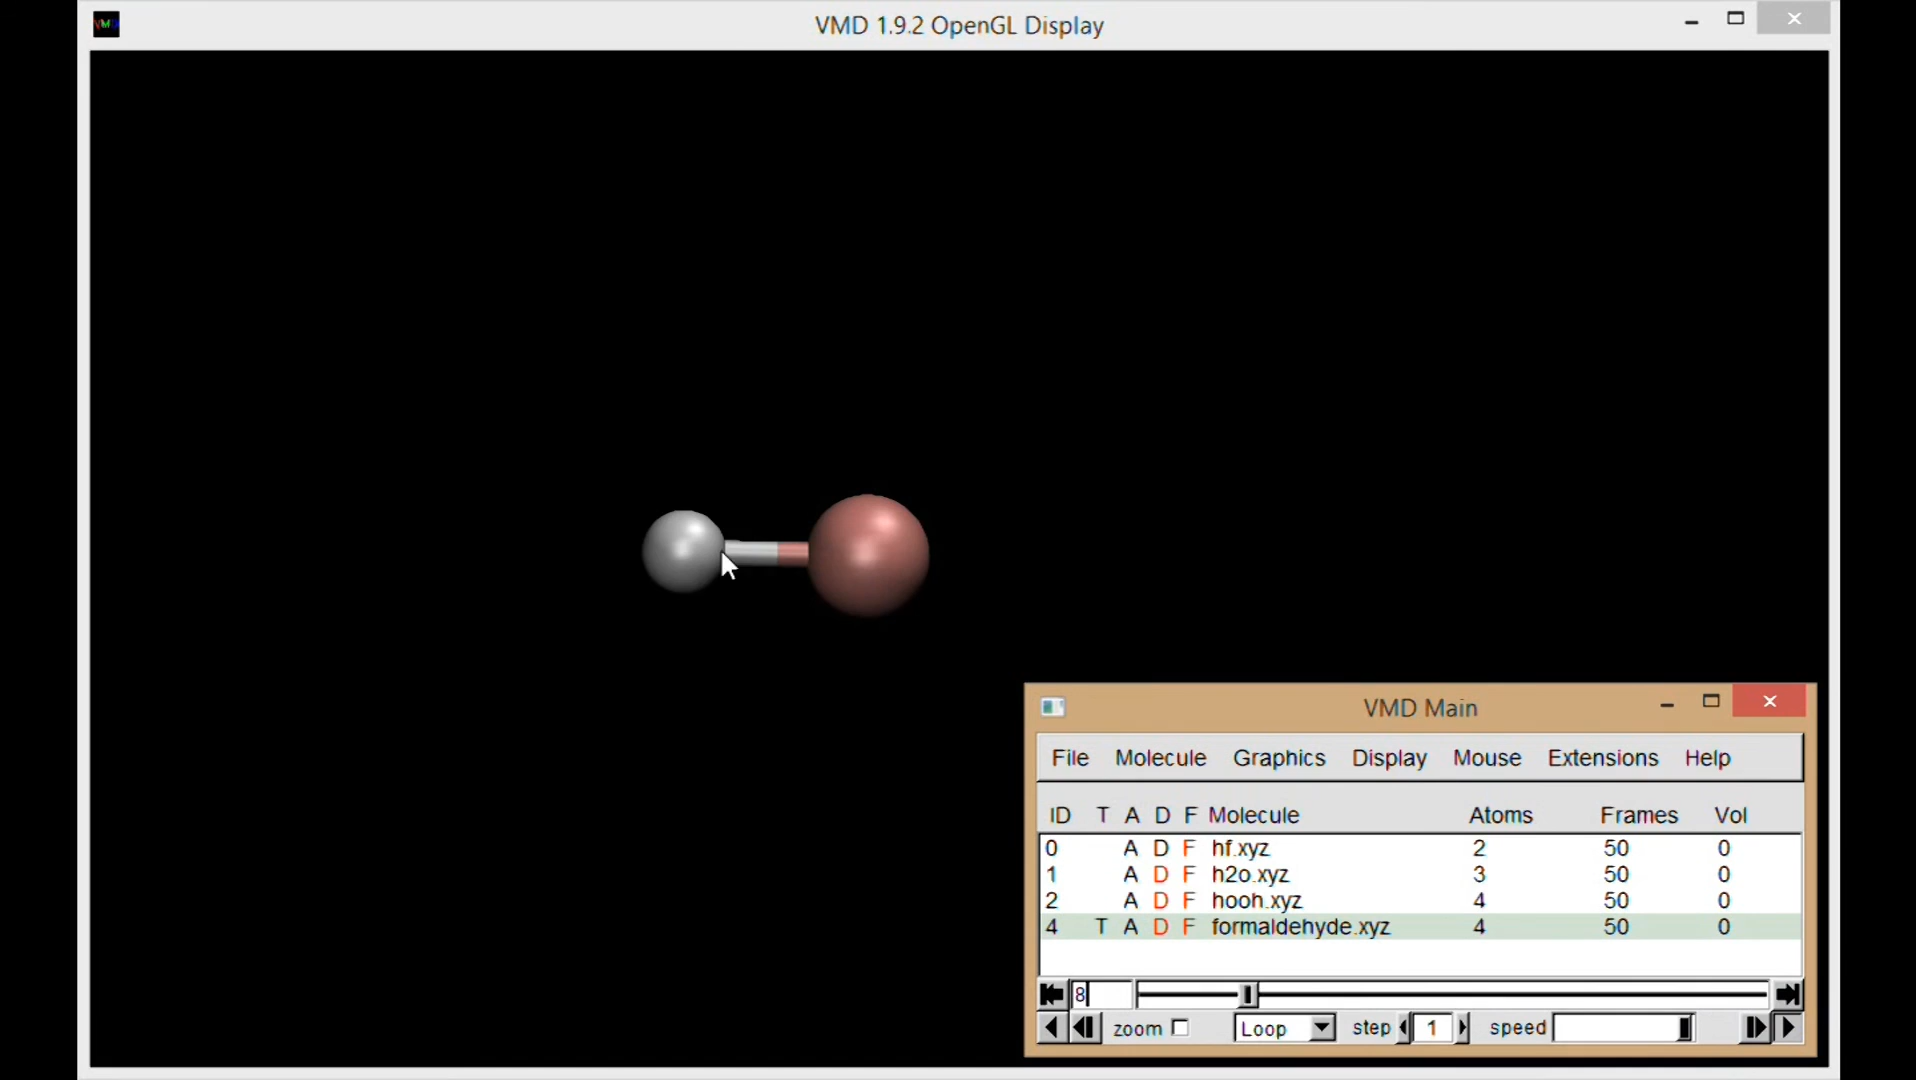 VMD
VMD 1.9.2 OpenGL Display
VMD Main
File Molecule Graphics Display Mouse Extensions Help
ID T A D F Molecule Atoms Frames Vol
0 A D F hf.xyz 2 50 0
1 A D F h2o.xyz 3 50 0
2 A D F hooh.xyz 4 50 0
4 T A D F formaldehyde.xyz 4 50 0
8
zoom Loop step 1 speed